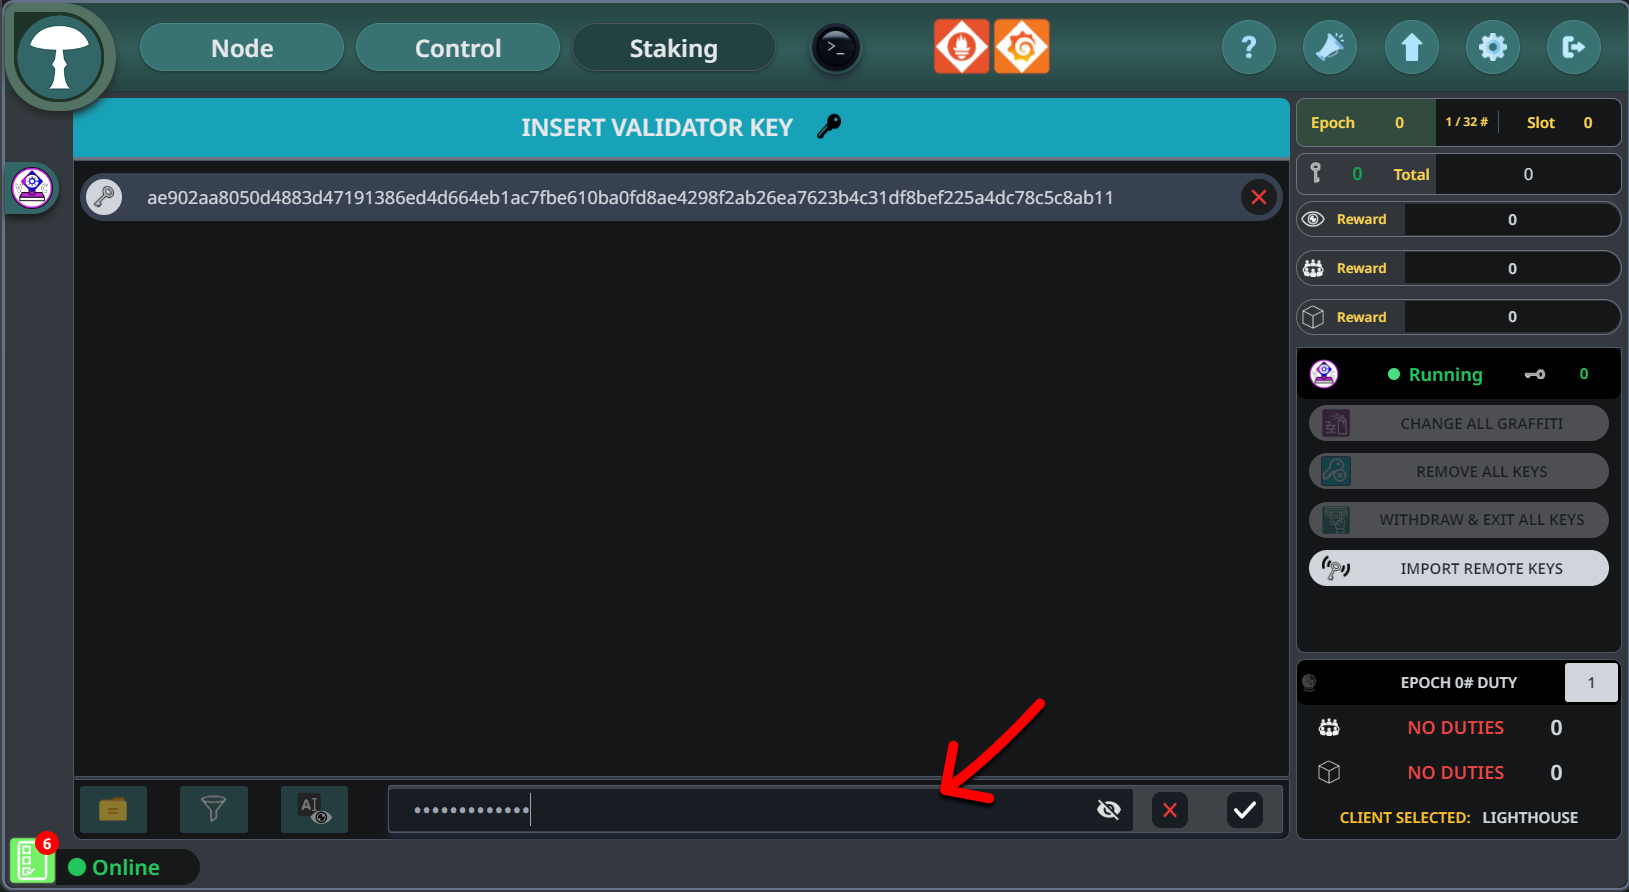 Node Control Staking >_ ?
INSERT VALIDATOR KEY
ae902aa8050d4883d47191386ed4d664eb1ac7fbe610ba0fd8ae4298f2ab26ea7623b4c31df8bef225a4dc78c5c8ab11
Epoch 0 1 / 32 # Slot 0
0 Total 0
Reward 0
Reward 0
Reward 0
Running 0
CHANGE ALL GRAFFITI
REMOVE ALL KEYS
WITHDRAW & EXIT ALL KEYS
IMPORT REMOTE KEYS
EPOCH 0# DUTY 1
NO DUTIES 0
NO DUTIES 0
CLIENT SELECTED: LIGHTHOUSE
AI
•••••••••••••
6
Online